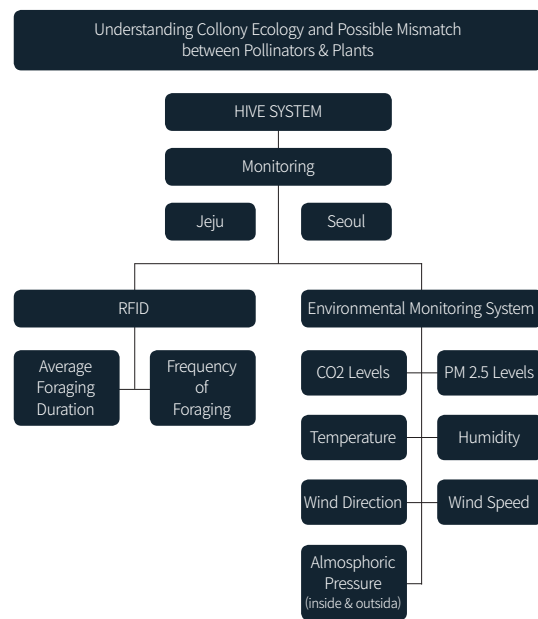 Understanding Collony Ecology and Possible Mismatch
between Pollinators & Plants
HIVE SYSTEM
Monitoring
Jeju
Seoul
RFID
Environmental Monitoring System
Average
Foraging
Duration
Frequency
of
Foraging
CO2 Levels
PM 2.5 Levels
Temperature
Humidity
Wind Direction
Wind Speed
Almosphoric
Pressure
(inside & outsida)